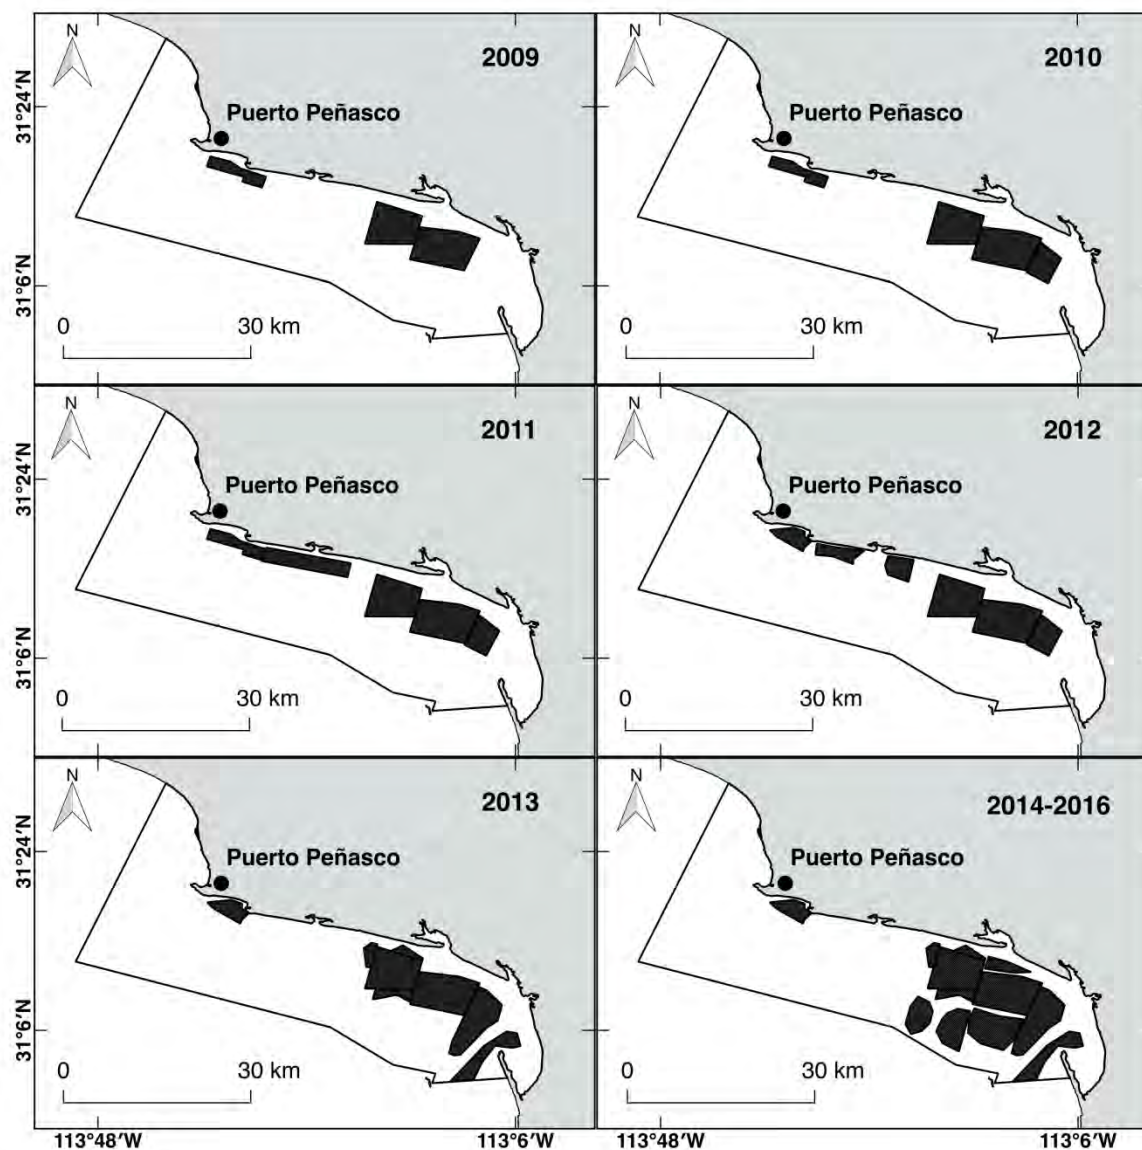 N
2009
31°24′N
Puerto Peñasco
31°6′N
0 30 km
N
2010
Puerto Peñasco
0 30 km
N
2011
31°24′N
Puerto Peñasco
31°6′N
0 30 km
N
2012
Puerto Peñasco
0 30 km
N
2013
31°24′N
Puerto Peñasco
31°6′N
0 30 km
113°48′W 113°6′W
N
2014-2016
Puerto Peñasco
0 30 km
113°48′W 113°6′W